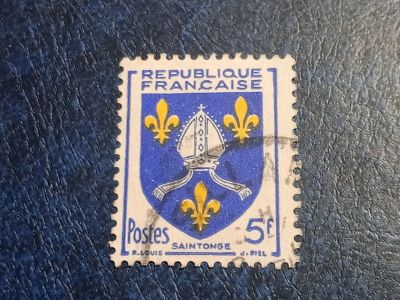 REPUBLIQUE
FRANÇAISE
Postes 5F
SAINTONGE
R. LOUIS J. PIEL